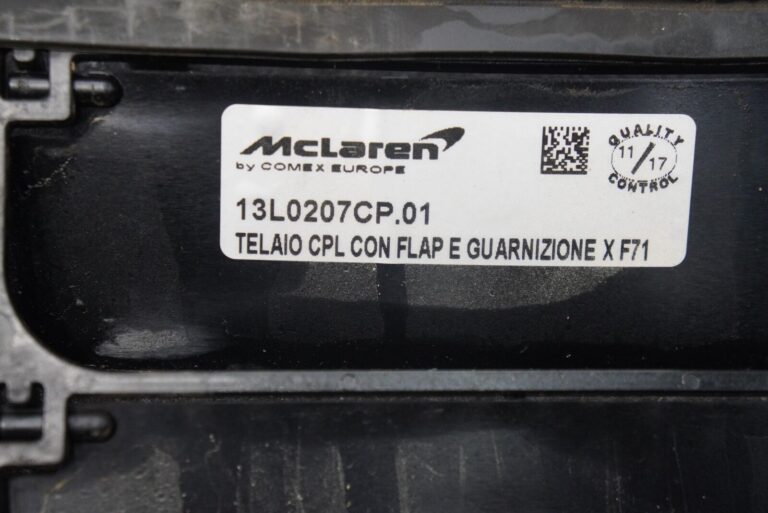 McLaren
by COMEX EUROPE
QUALITY
11/17
CONTROL
13L0207CP.01
TELAIO CPL CON FLAP E GUARNIZIONE X F71